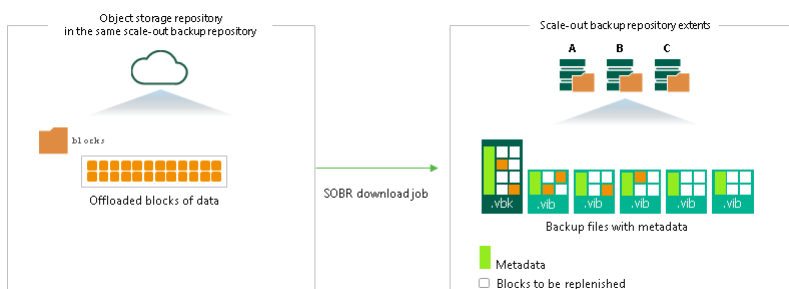 Object storage repository
in the same scale-out backup repository
blocks
Offloaded blocks of data
SOBR download job
Scale-out backup repository extents
A B C
.vbk .vib .vib .vib .vib .vib
Backup files with metadata
Metadata
Blocks to be replenished